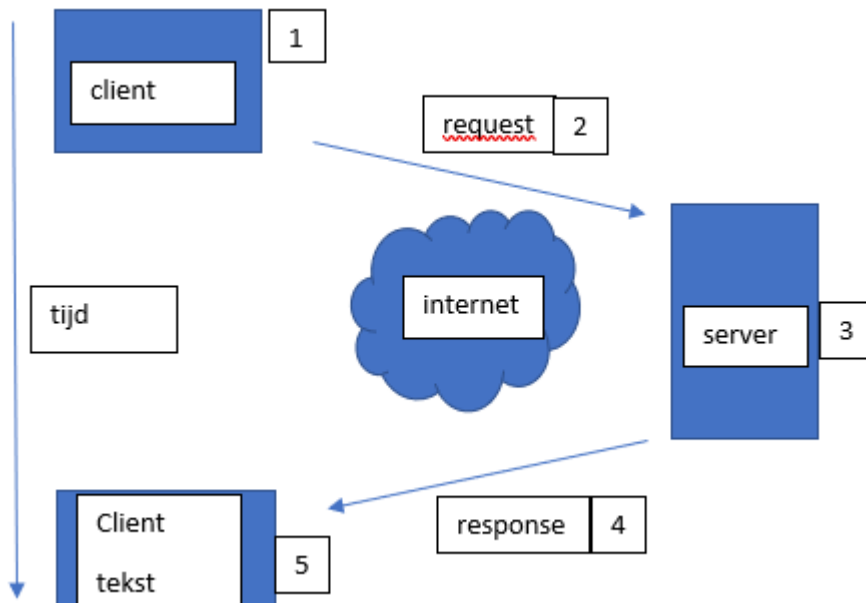 client
1
request
2
tijd
internet
server
3
response
4
Client
tekst
5